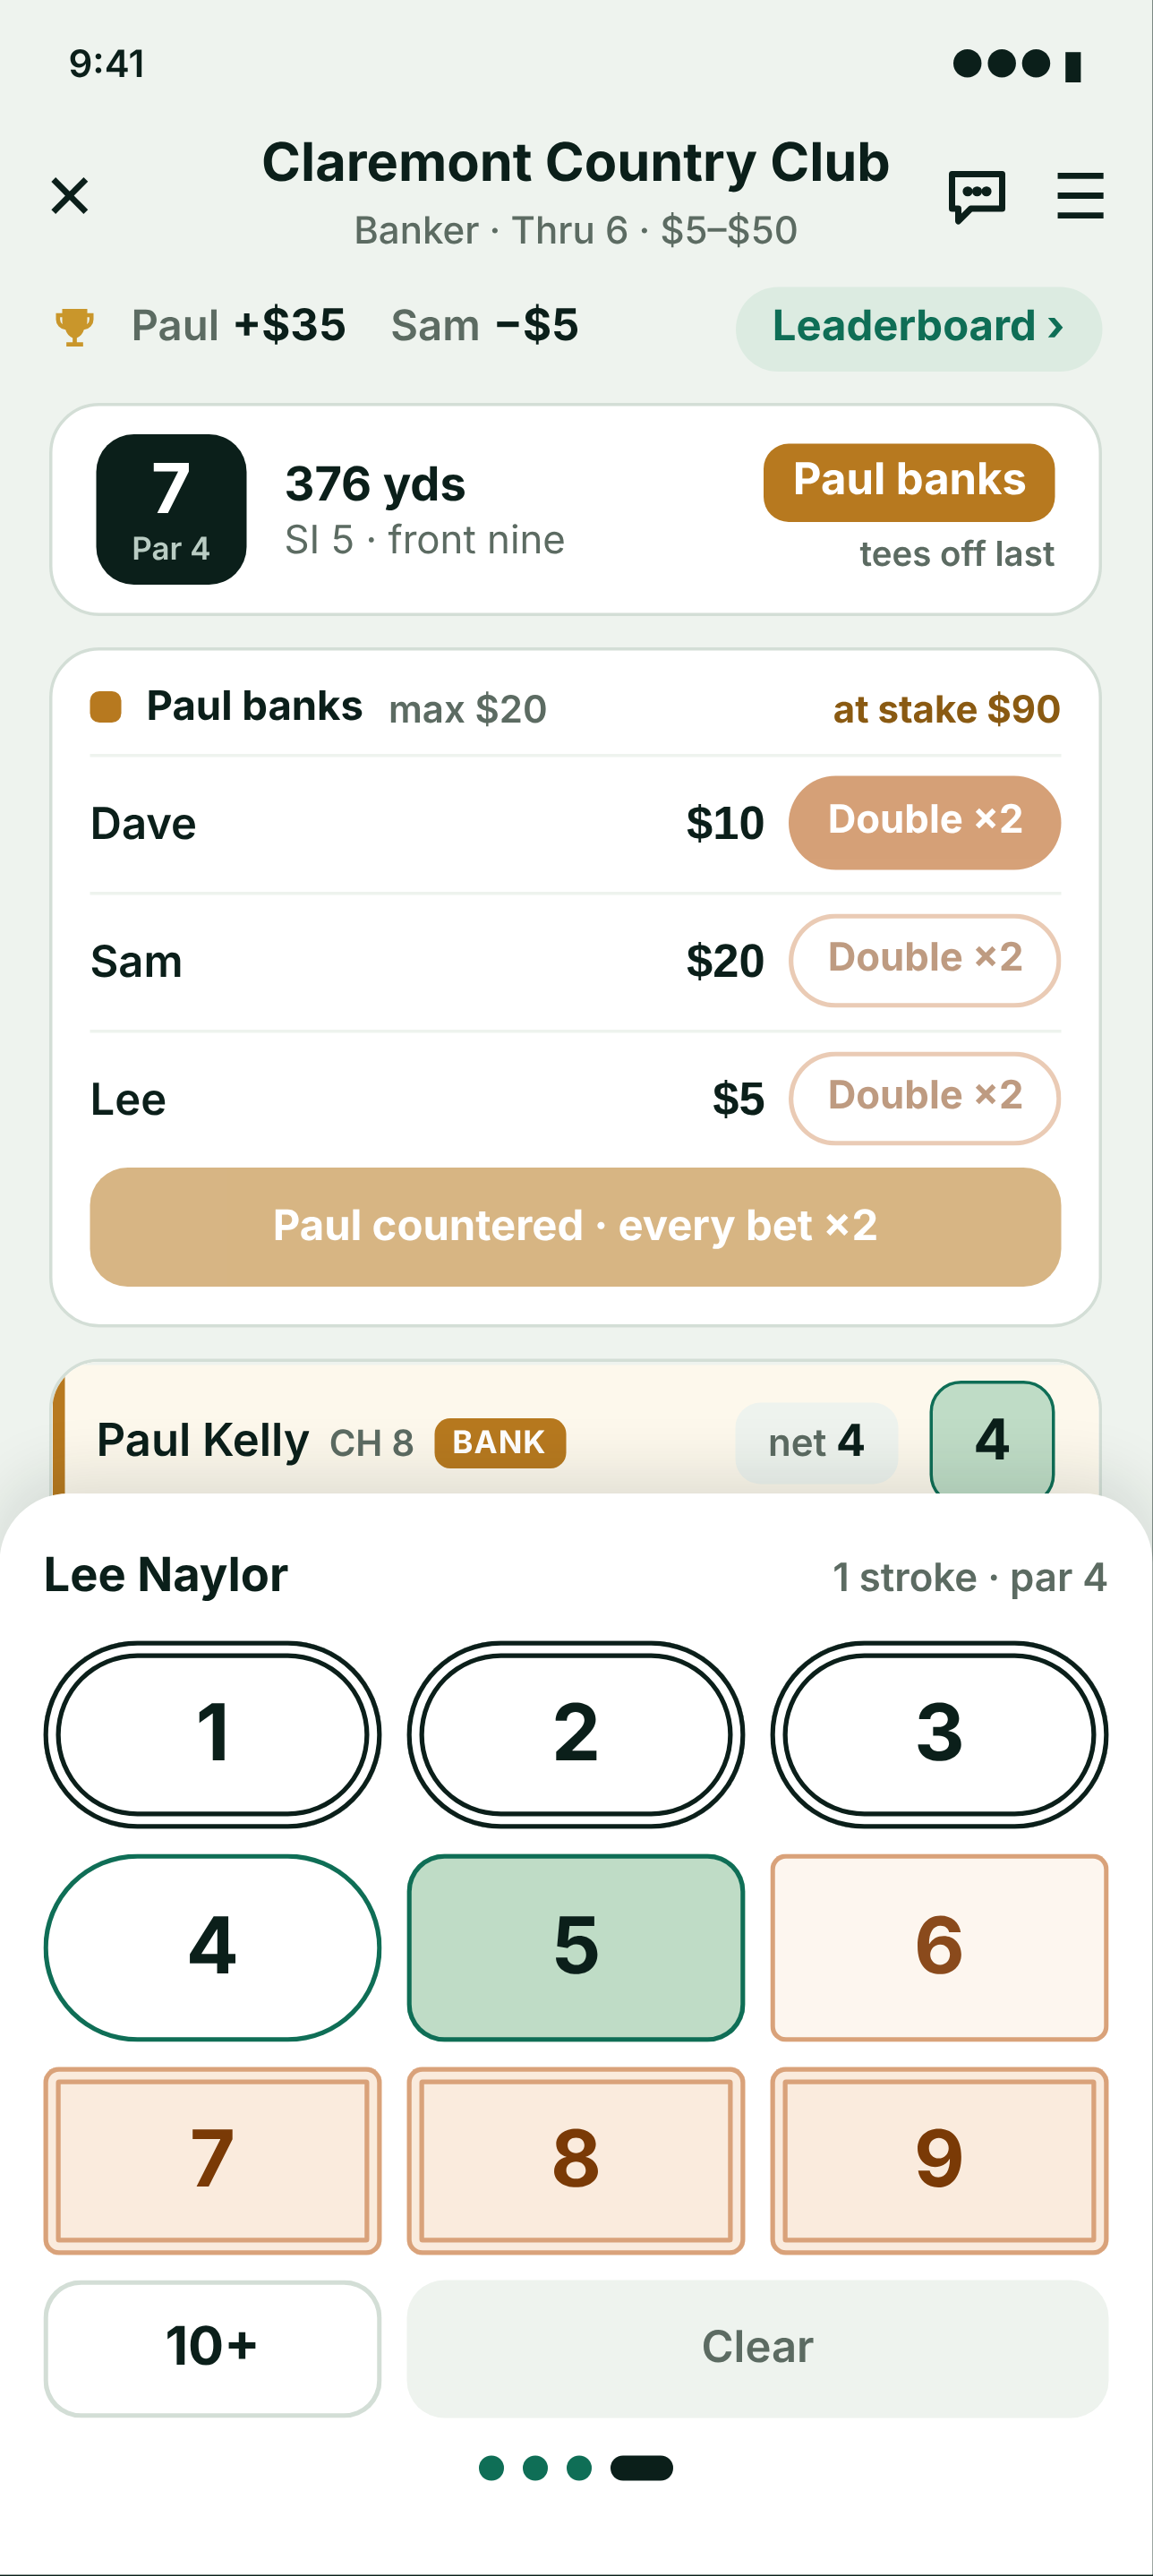 9:41
Claremont Country Club
Banker · Thru 6 · $5–$50
Paul +$35 Sam −$5 Leaderboard ›
7
Par 4
376 yds
SI 5 · front nine
Paul banks
tees off last
Paul banks max $20 at stake $90
Dave $10 Double ×2
Sam $20 Double ×2
Lee $5 Double ×2
Paul countered · every bet ×2
Paul Kelly CH 8 BANK net 4 4
Lee Naylor 1 stroke · par 4
1 2 3
4 5 6
7 8 9
10+ Clear